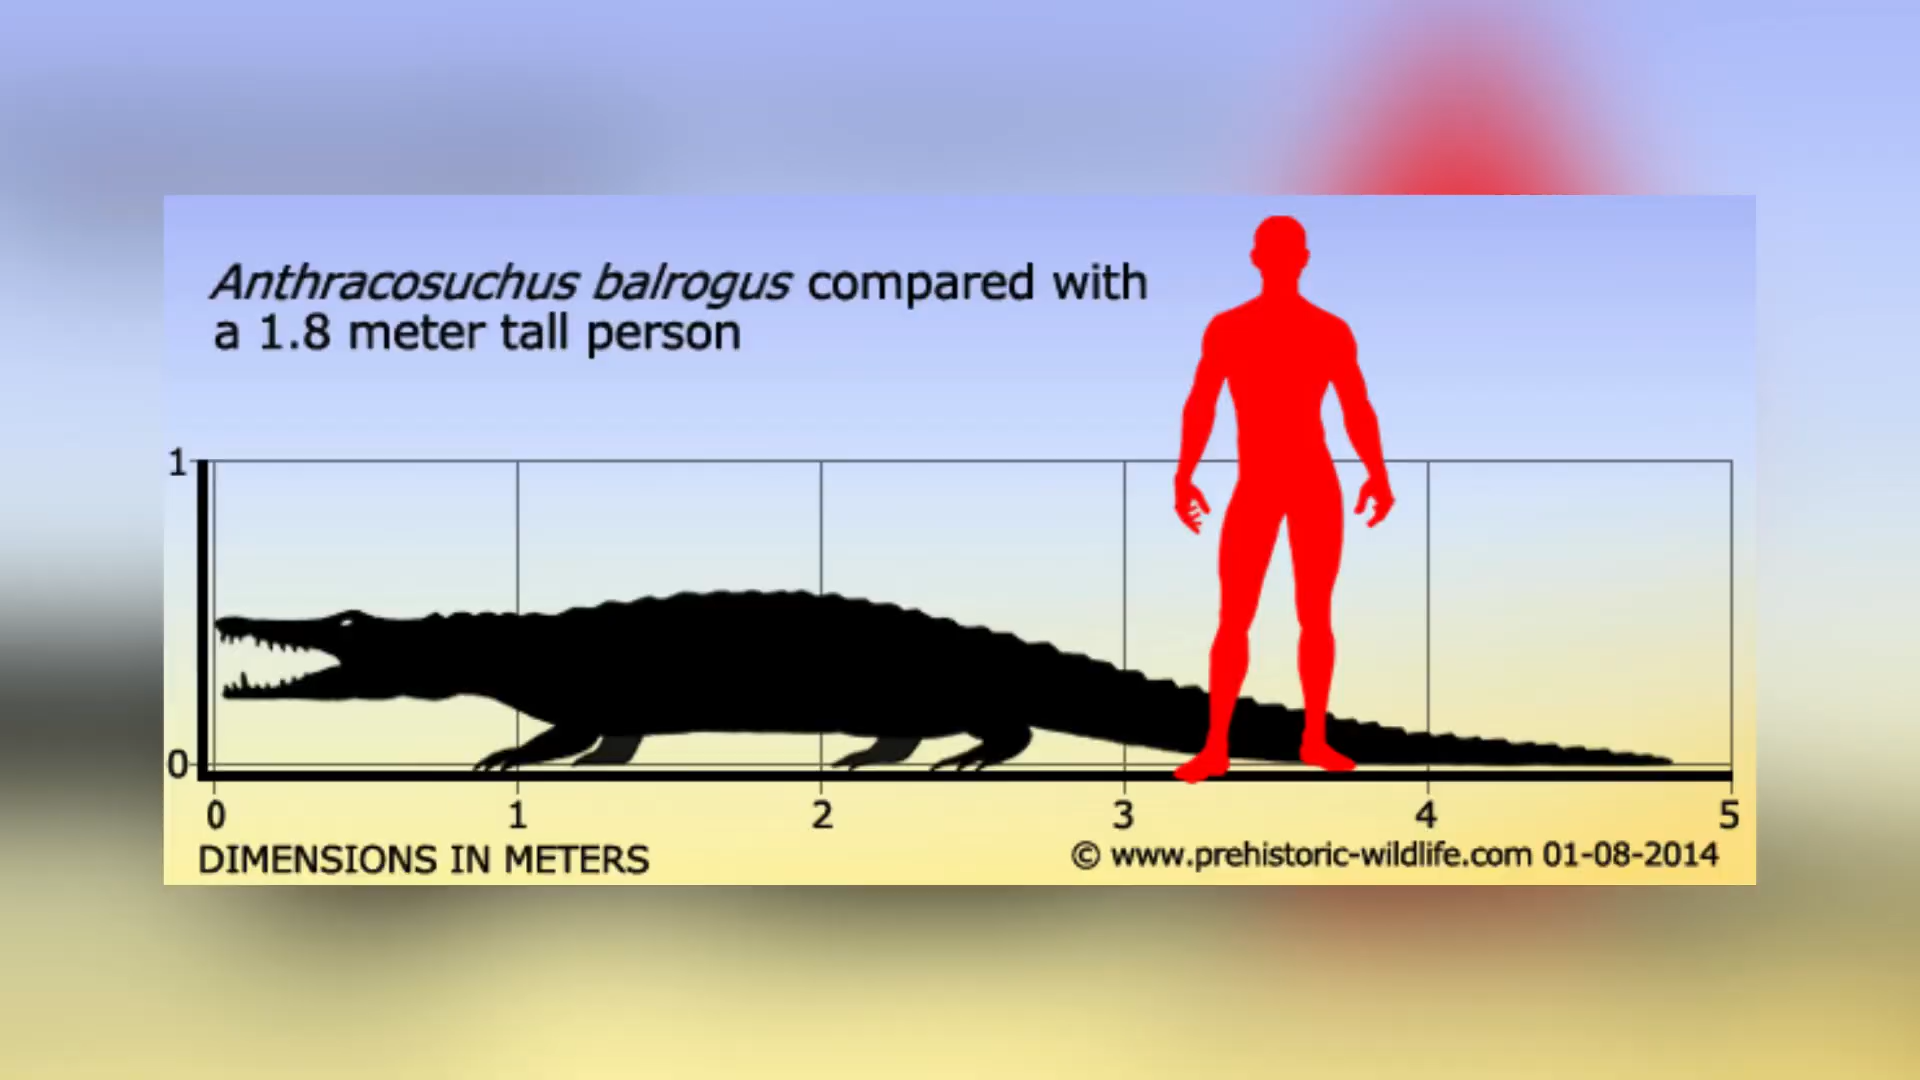 Anthracosuchus balrogus compared with
a 1.8 meter tall person
1
0
0 1 2 3 4 5
DIMENSIONS IN METERS
© www.prehistoric-wildlife.com 01-08-2014